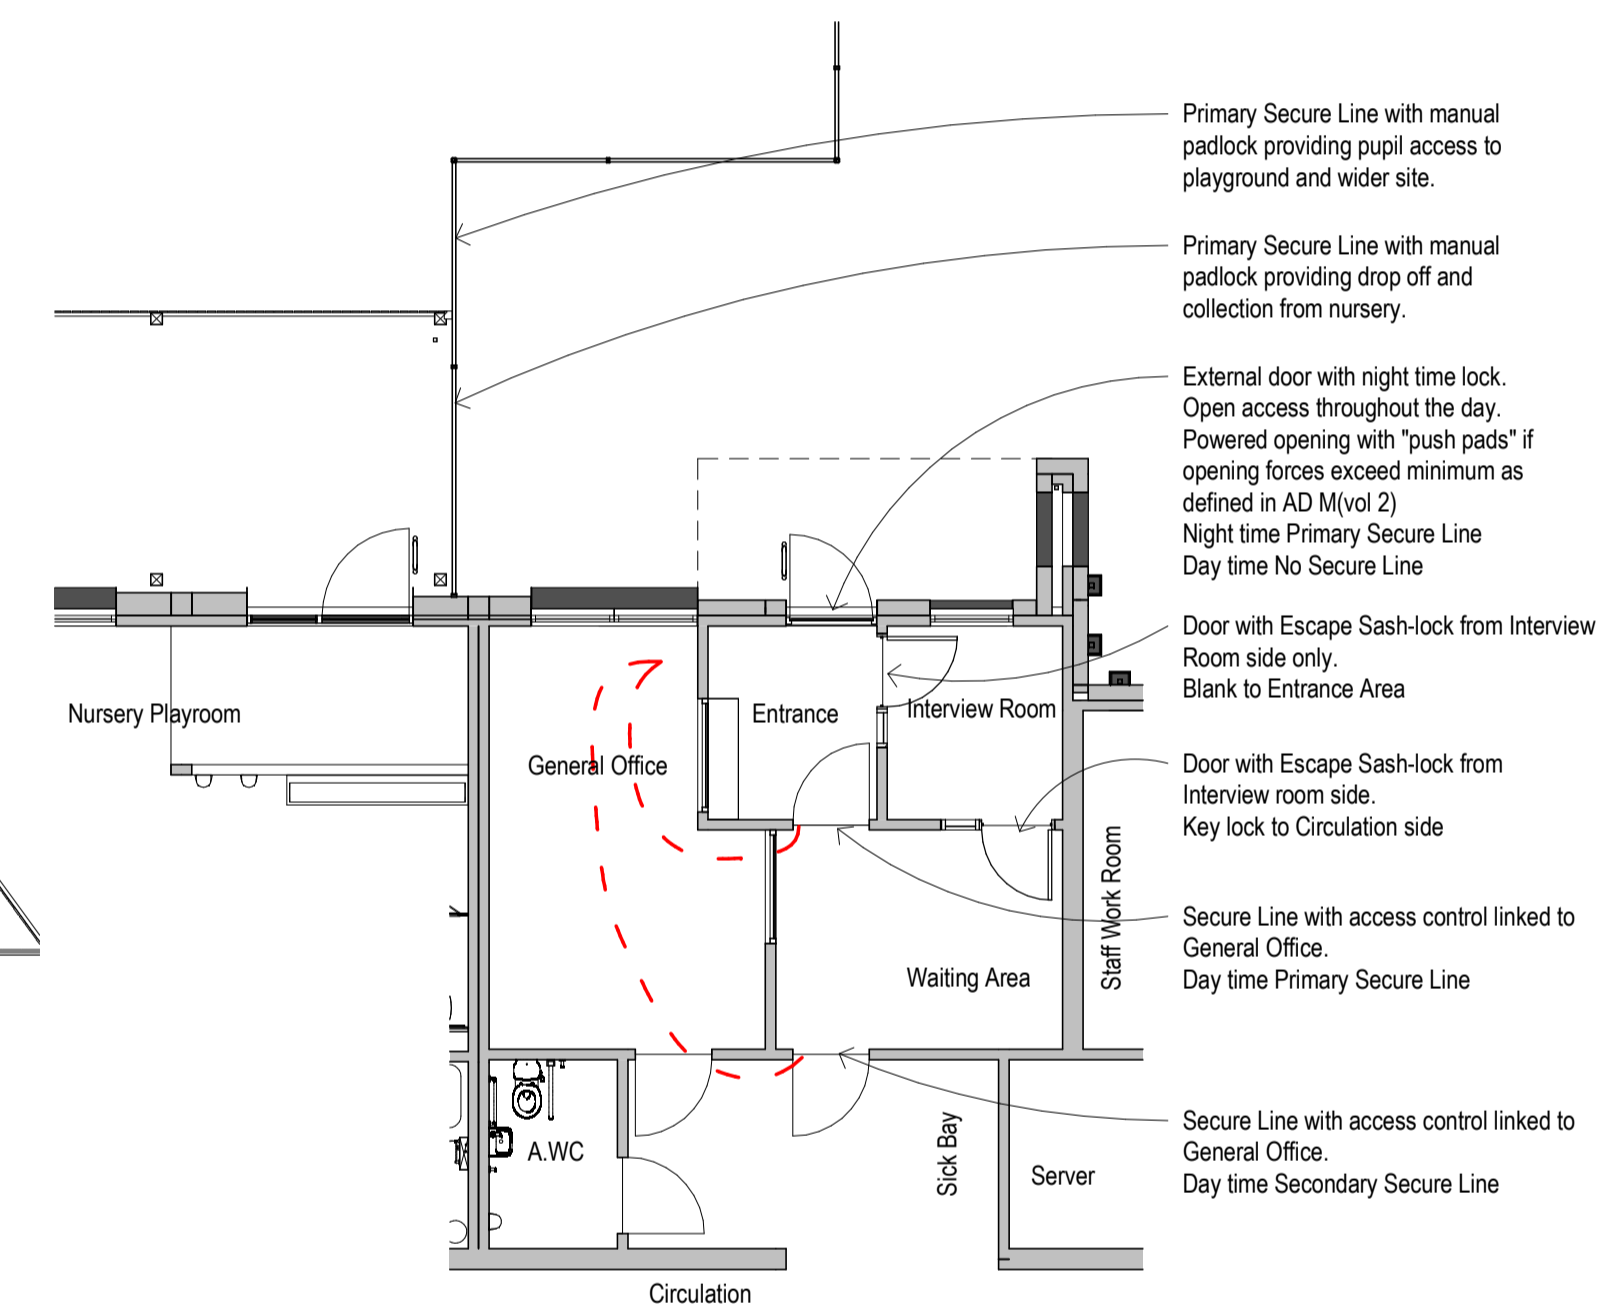 Primary Secure Line with manual
padlock providing pupil access to
playground and wider site.
Primary Secure Line with manual
padlock providing drop off and
collection from nursery.
External door with night time lock.
Open access throughout the day.
Powered opening with "push pads" if
opening forces exceed minimum as
defined in AD M(vol 2)
Night time Primary Secure Line
Day time No Secure Line
Door with Escape Sash-lock from Interview
Room side only.
Blank to Entrance Area
Door with Escape Sash-lock from
Interview room side.
Key lock to Circulation side
Secure Line with access control linked to
General Office.
Day time Primary Secure Line
Secure Line with access control linked to
General Office.
Day time Secondary Secure Line
Nursery Playroom
General Office
Entrance
Interview Room
Waiting Area
Staff Work Room
A.WC
Sick Bay
Server
Circulation